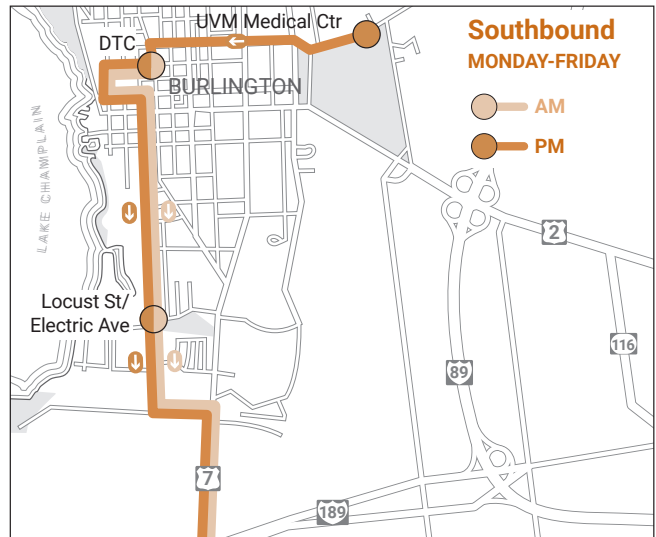 UVM Medical Ctr
DTC
BURLINGTON
Southbound
MONDAY-FRIDAY
AM
PM
LAKE CHAMPLAIN
2
Locust St/
Electric Ave
116
89
7
189